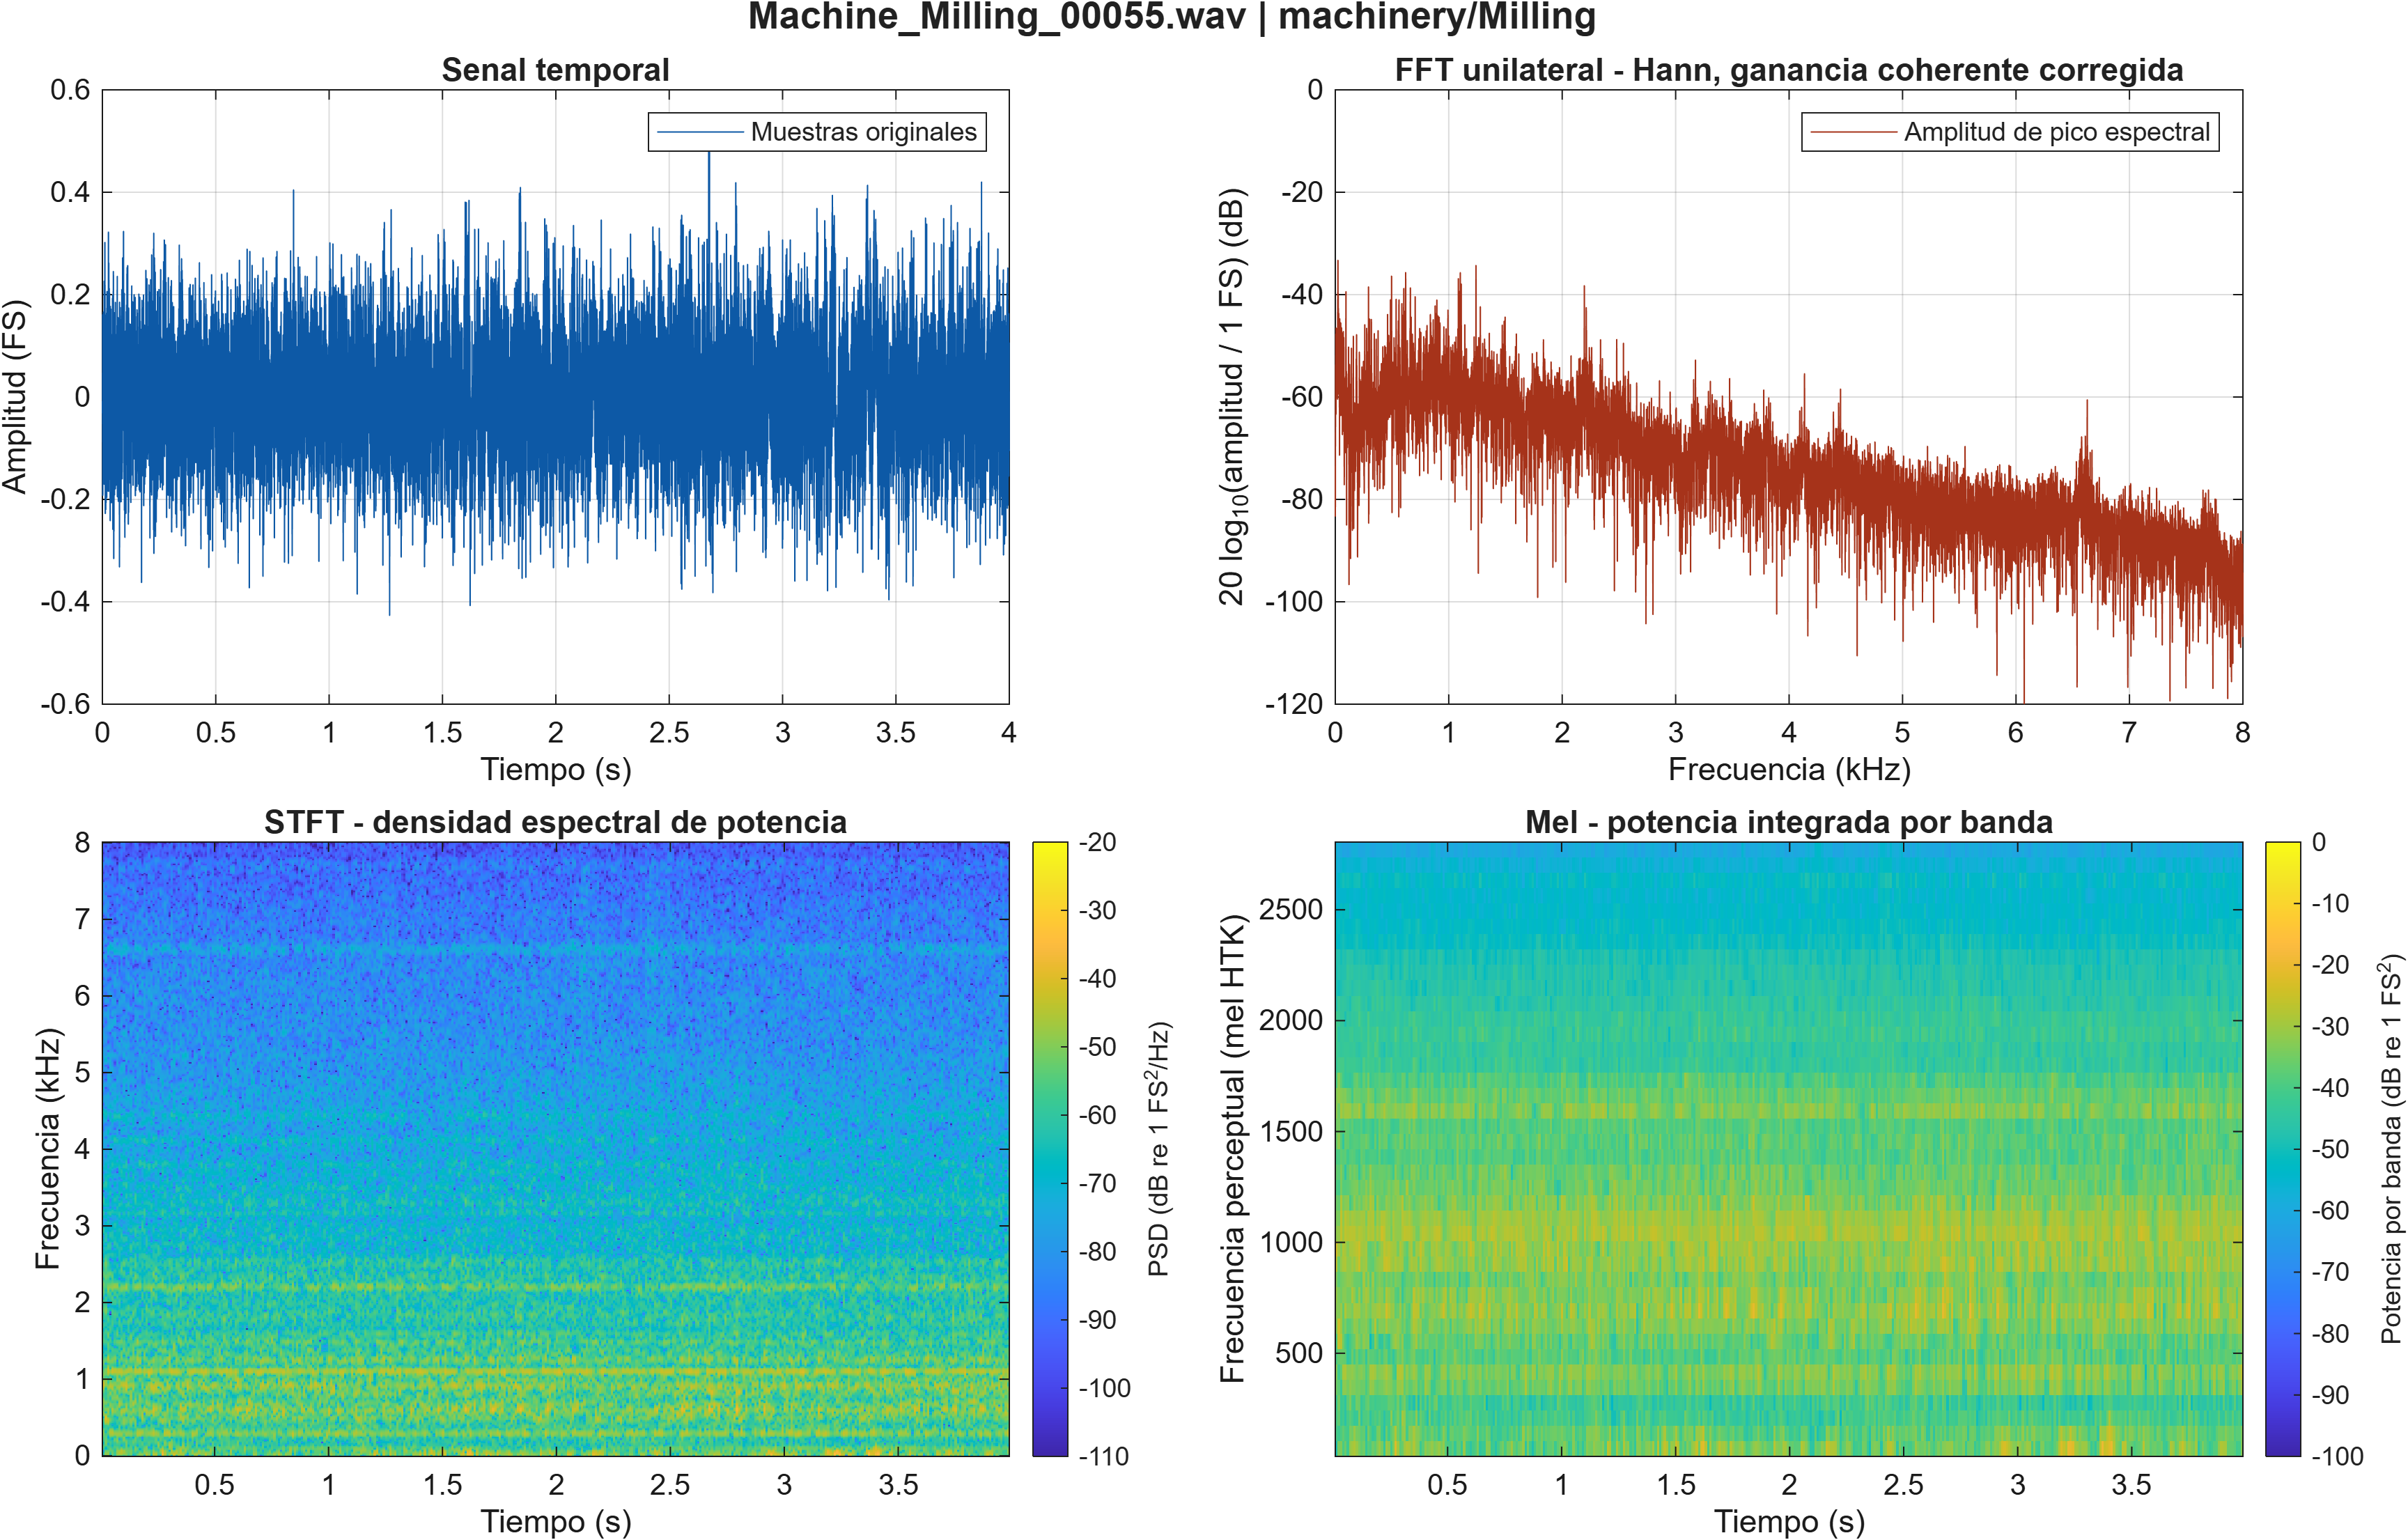 Machine_Milling_00055.wav | machinery/Milling
Senal temporal
Muestras originales
0.6
0.4
0.2
0
-0.2
-0.4
-0.6
Amplitud (FS)
0 0.5 1 1.5 2 2.5 3 3.5 4
Tiempo (s)
FFT unilateral - Hann, ganancia coherente corregida
Amplitud de pico espectral
0
-20
-40
-60
-80
-100
-120
20 log10(amplitud / 1 FS) (dB)
0 1 2 3 4 5 6 7 8
Frecuencia (kHz)
STFT - densidad espectral de potencia
8
7
6
5
4
3
2
1
0
Frecuencia (kHz)
0.5 1 1.5 2 2.5 3 3.5
Tiempo (s)
-20
-30
-40
-50
-60
-70
-80
-90
-100
-110
PSD (dB re 1 FS²/Hz)
Mel - potencia integrada por banda
2500
2000
1500
1000
500
Frecuencia perceptual (mel HTK)
0.5 1 1.5 2 2.5 3 3.5
Tiempo (s)
0
-10
-20
-30
-40
-50
-60
-70
-80
-90
-100
Potencia por banda (dB re 1 FS²)